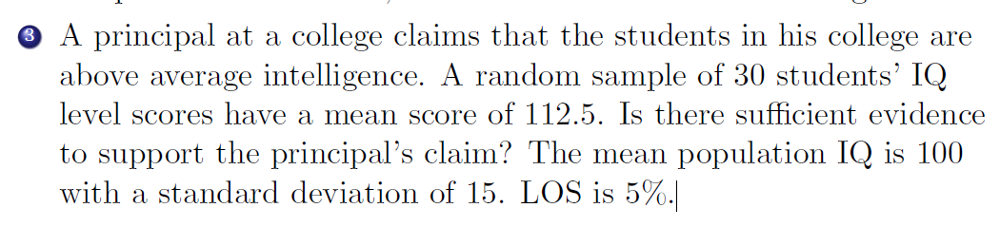 3 A principal at a college claims that the students in his college are
above average intelligence. A random sample of 30 students' IQ
level scores have a mean score of 112.5. Is there sufficient evidence
to support the principal's claim? The mean population IQ is 100
with a standard deviation of 15. LOS is 5%.